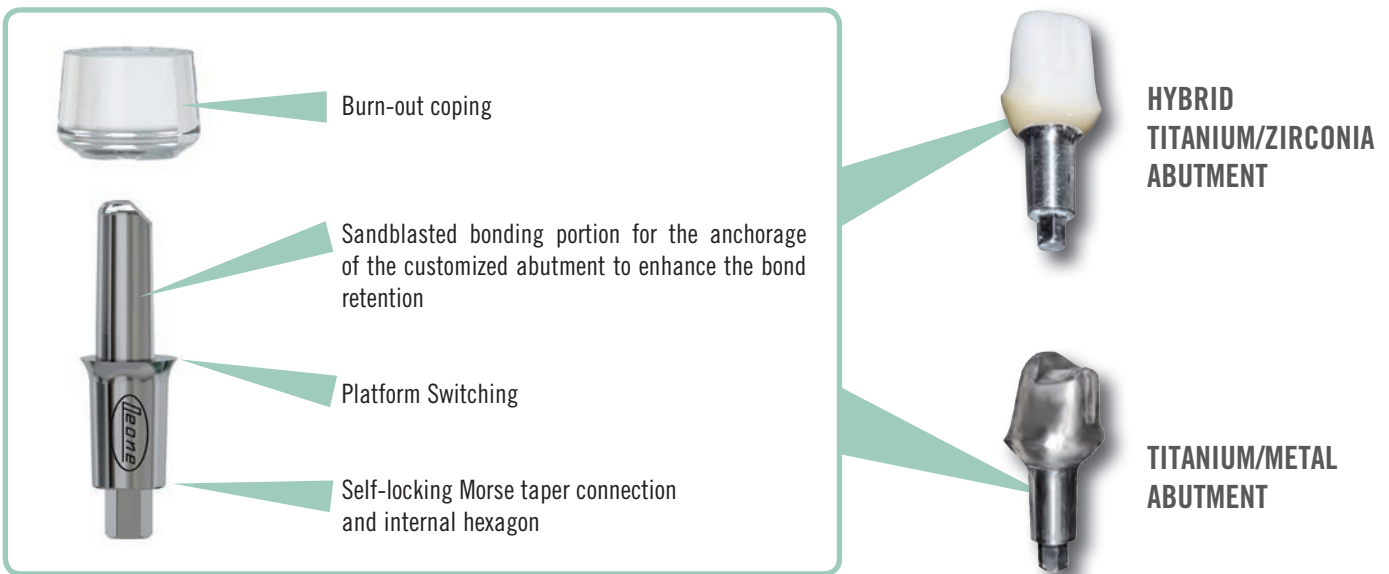 Burn-out coping
Sandblasted bonding portion for the anchorage
of the customized abutment to enhance the bond
retention
Platform Switching
leone
Self-locking Morse taper connection
and internal hexagon
HYBRID
TITANIUM/ZIRCONIA
ABUTMENT
TITANIUM/METAL
ABUTMENT